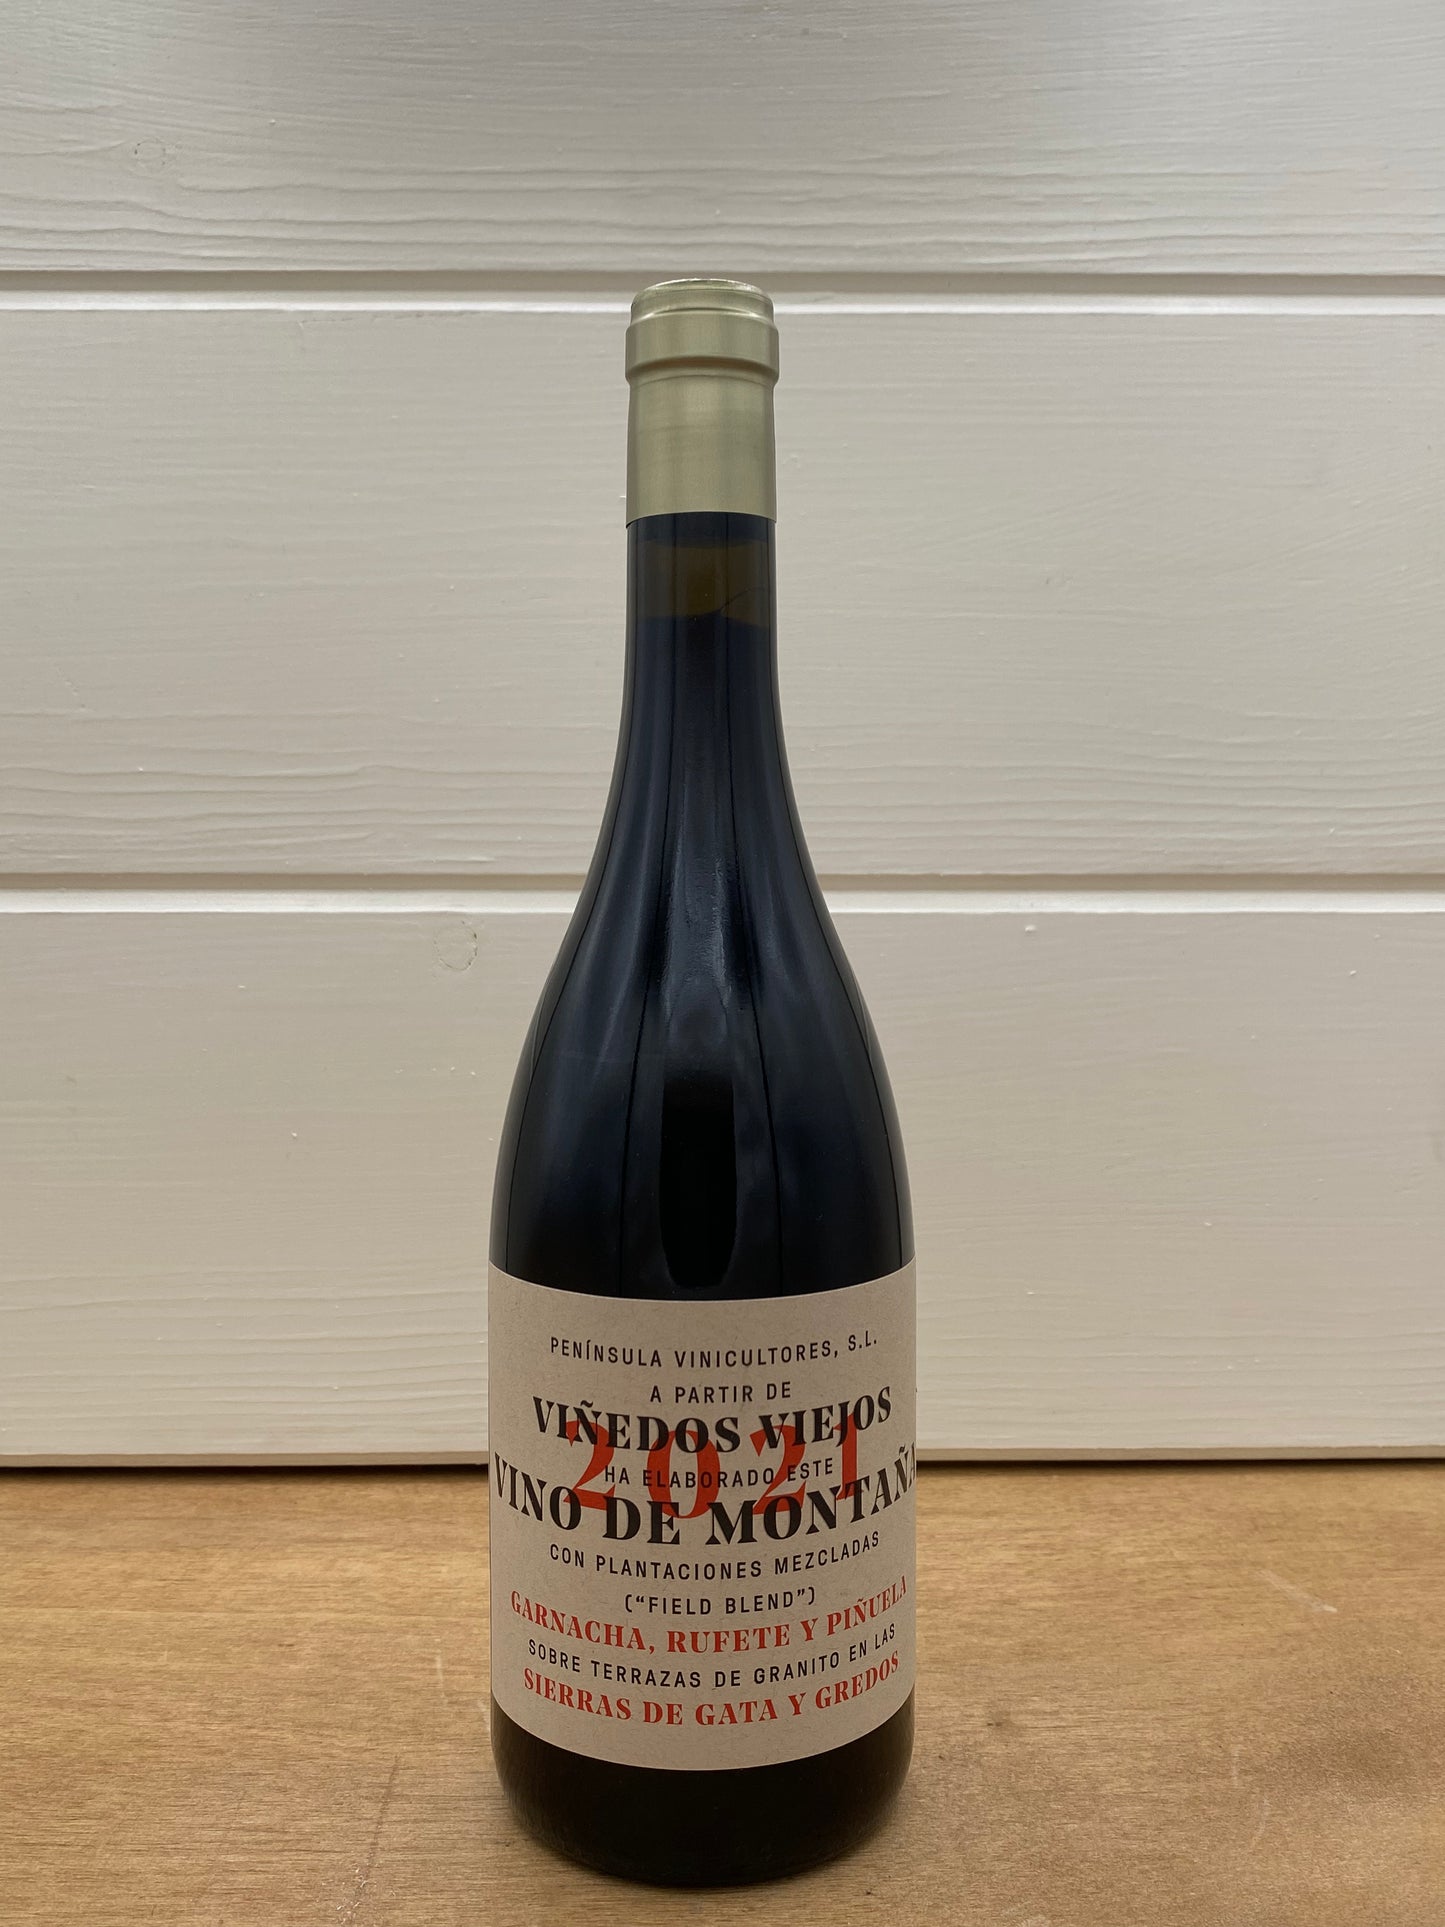 PENÍNSULA VINICULTORES, S.L.
A PARTIR DE
VIÑEDOS VIEJOS
2021
HA ELABORADO ESTE
VINO DE MONTAÑA
CON PLANTACIONES MEZCLADAS
("FIELD BLEND")
GARNACHA, RUFETE Y PIÑUELA
SOBRE TERRAZAS DE GRANITO EN LAS
SIERRAS DE GATA Y GREDOS